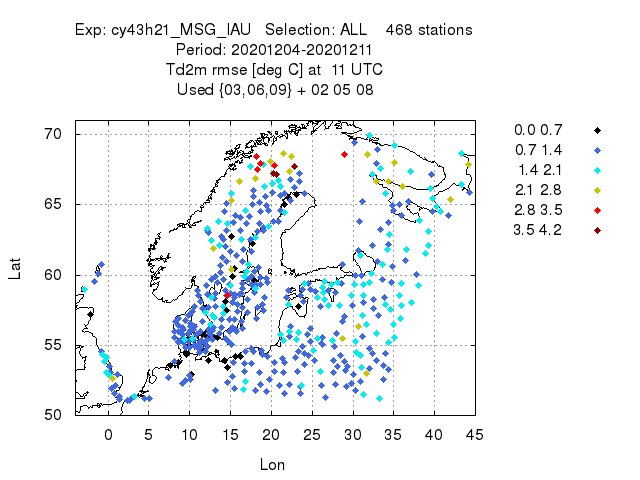 Exp: cy43h21_MSG_IAU   Selection: ALL    468 stations
Period: 20201204-20201211
Td2m rmse [deg C] at  11 UTC
Used {03,06,09} + 02 05 08
70
65
60
55
50
Lat
0 5 10 15 20 25 30 35 40 45
Lon
0.0 0.7
0.7 1.4
1.4 2.1
2.1 2.8
2.8 3.5
3.5 4.2